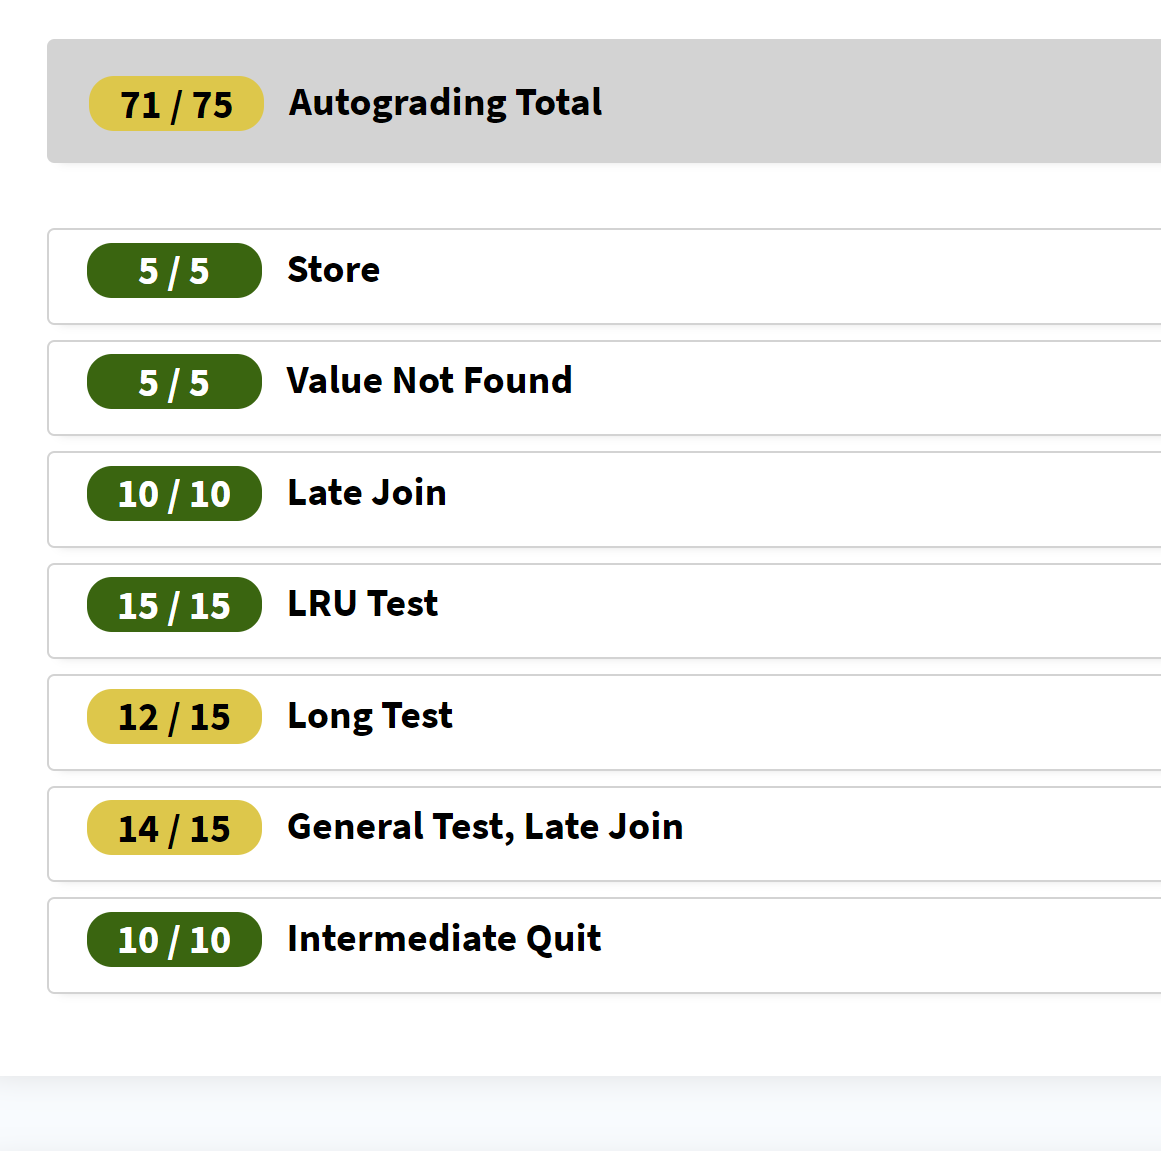 71 / 75 Autograding Total
5 / 5 Store
5 / 5 Value Not Found
10 / 10 Late Join
15 / 15 LRU Test
12 / 15 Long Test
14 / 15 General Test, Late Join
10 / 10 Intermediate Quit